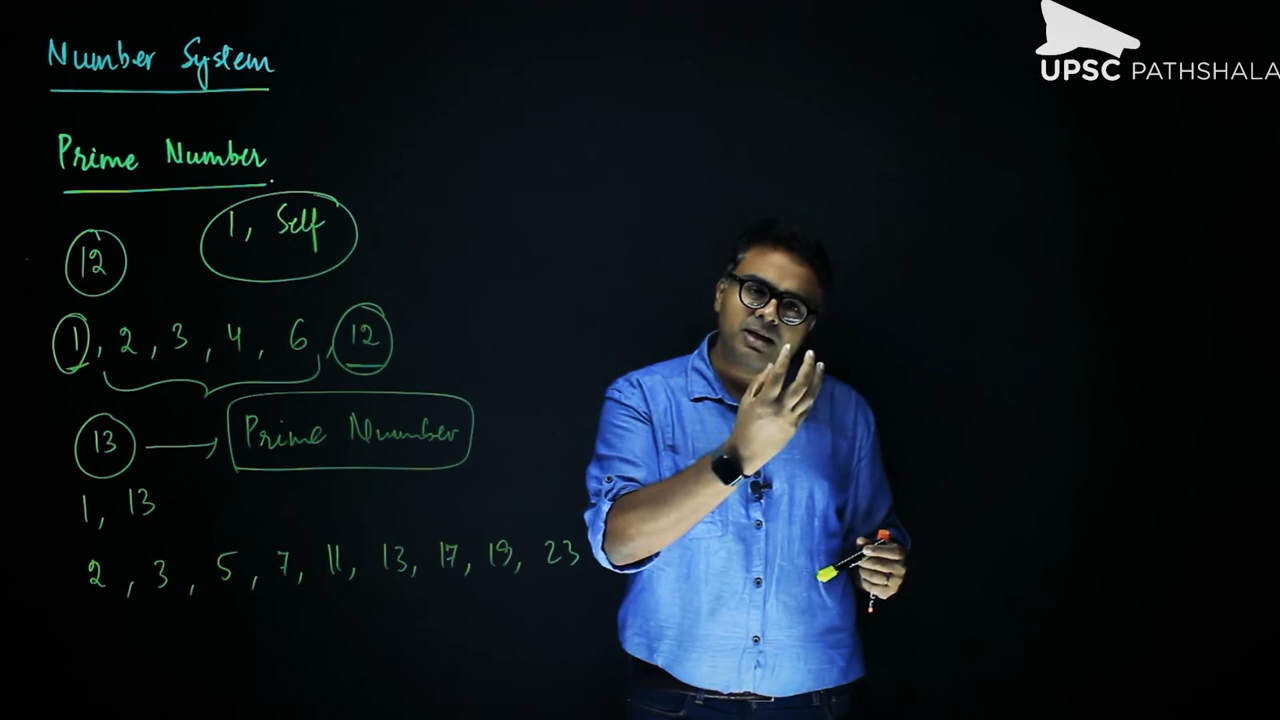 UPSC PATHSHALA
Number System
Prime Number
1, Self
12
1, 2, 3, 4, 6, 12
13 → Prime Number
1, 13
2, 3, 5, 7, 11, 13, 17, 19, 23